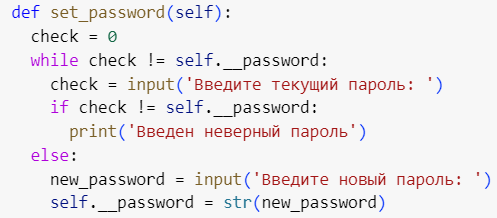 def set_password(self):
  check = 0
  while check != self.__password:
    check = input('Введите текущий пароль: ')
    if check != self.__password:
      print('Введен неверный пароль')
  else:
    new_password = input('Введите новый пароль: ')
    self.__password = str(new_password)